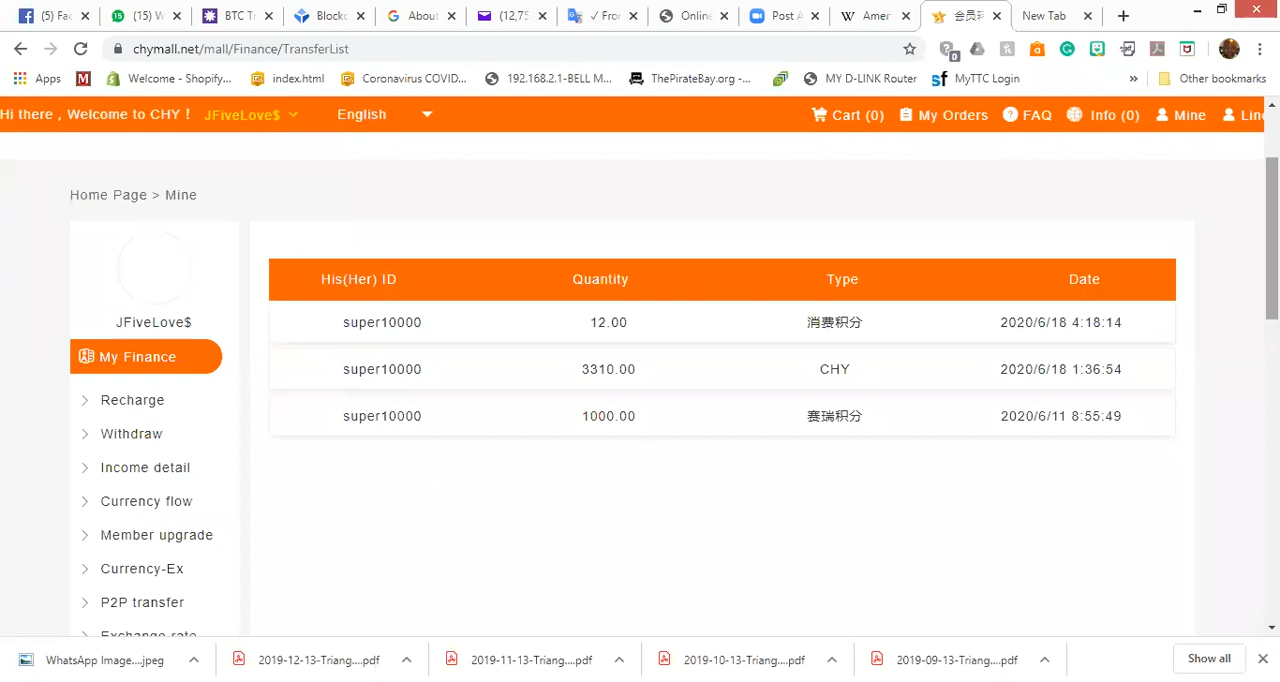 (5) Fac
(15) W
BTC Tr
Blockc
About
(12,75
✓ Fron
Online
Post A
Amer
会员转
New Tab
chymall.net/mall/Finance/TransferList
Apps
Welcome - Shopify...
index.html
Coronavirus COVID...
192.168.2.1-BELL M...
ThePirateBay.org -...
MY D-LINK Router
MyTTC Login
»
Other bookmarks
Hi there , Welcome to CHY !
JFiveLove$
English
Cart (0)
My Orders
FAQ
Info (0)
Mine
Line
Home Page > Mine
JFiveLove$
My Finance
Recharge
Withdraw
Income detail
Currency flow
Member upgrade
Currency-Ex
P2P transfer
Exchange rate
His(Her) ID Quantity Type Date
super10000 12.00 消费积分 2020/6/18 4:18:14
super10000 3310.00 CHY 2020/6/18 1:36:54
super10000 1000.00 赛瑞积分 2020/6/11 8:55:49
WhatsApp Image....jpeg
2019-12-13-Triang....pdf
2019-11-13-Triang....pdf
2019-10-13-Triang....pdf
2019-09-13-Triang....pdf
Show all